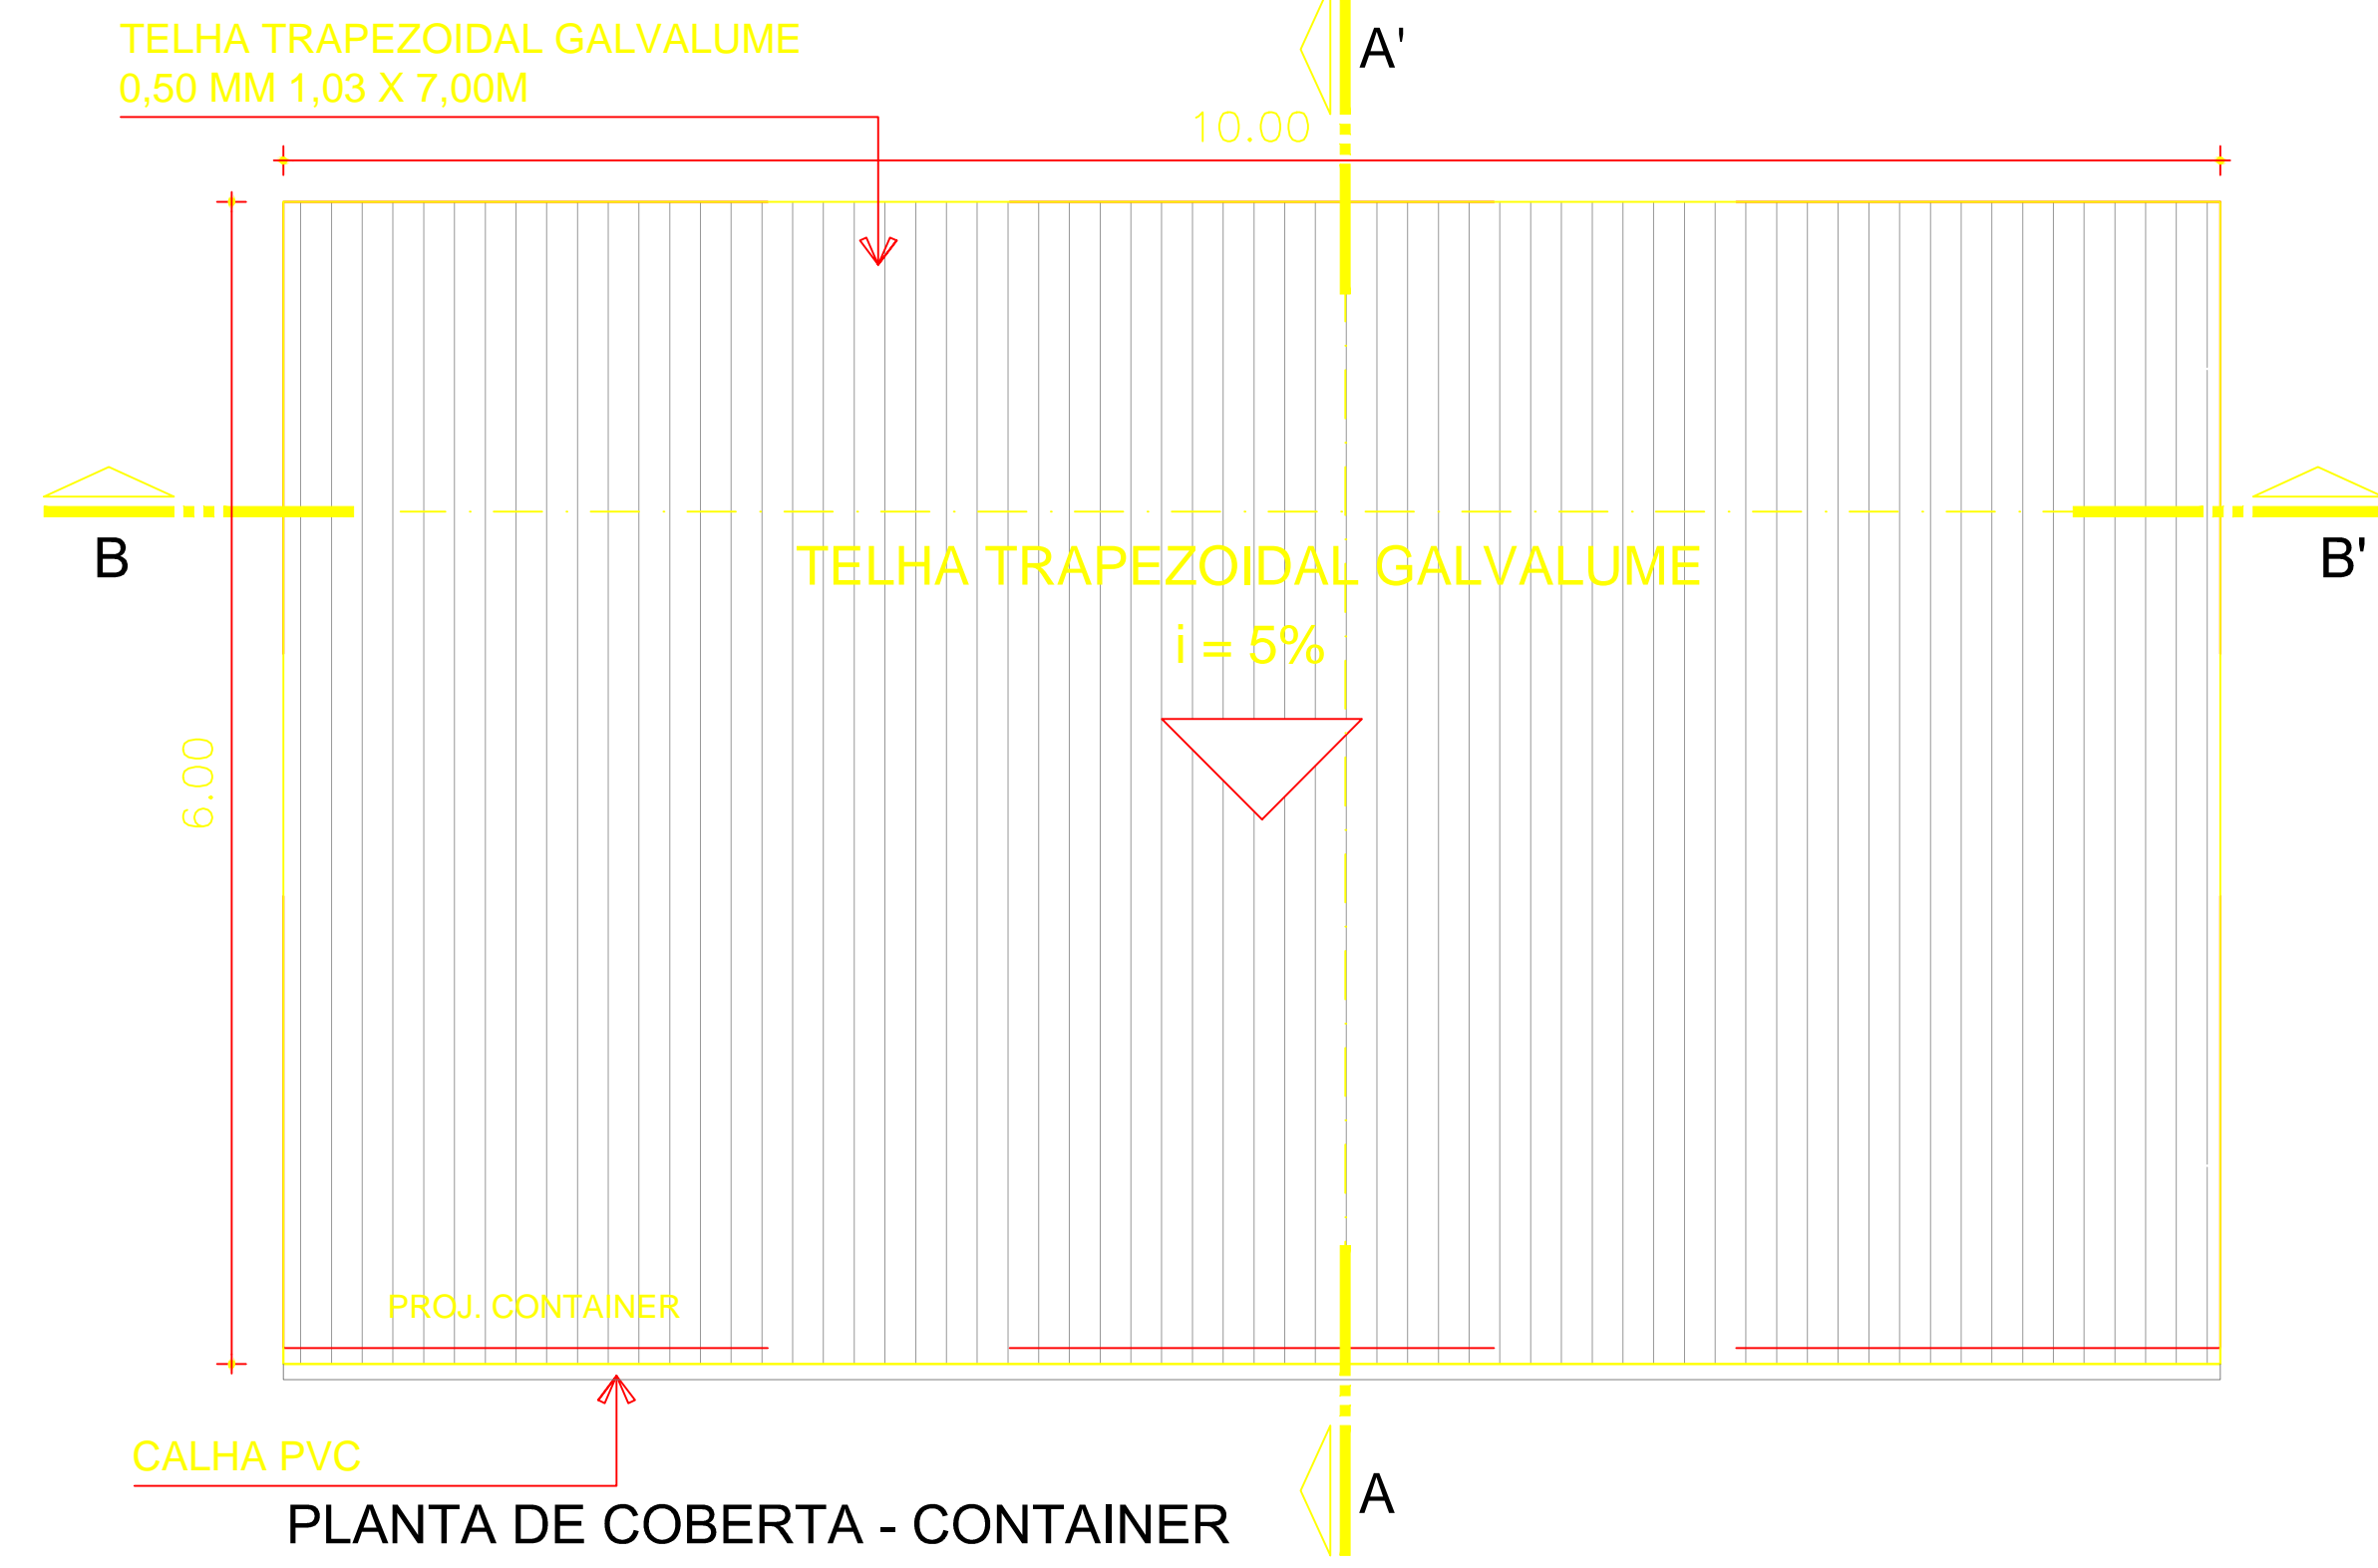 TELHA TRAPEZOIDAL GALVALUME
0,50 MM 1,03 X 7,00M
A'
10.00
B
B'
TELHA TRAPEZOIDAL GALVALUME
i = 5%
6.00
PROJ. CONTAINER
CALHA PVC
A
PLANTA DE COBERTA - CONTAINER